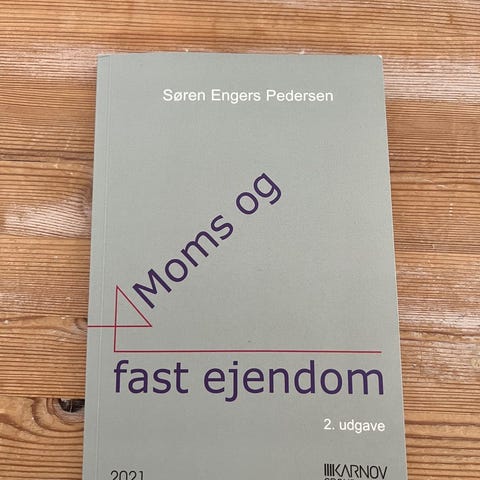 Søren Engers Pedersen
Moms og
fast ejendom
2. udgave
2021
KARNOV